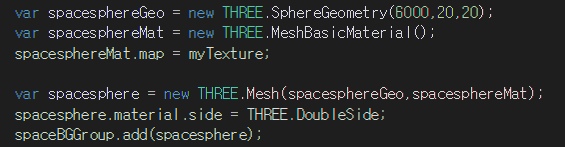 var spacesphereGeo = new THREE.SphereGeometry(6000,20,20);
var spacesphereMat = new THREE.MeshBasicMaterial();
spacesphereMat.map = myTexture;
var spacesphere = new THREE.Mesh(spacesphereGeo,spacesphereMat);
spacesphere.material.side = THREE.DoubleSide;
spaceBGGroup.add(spacesphere);